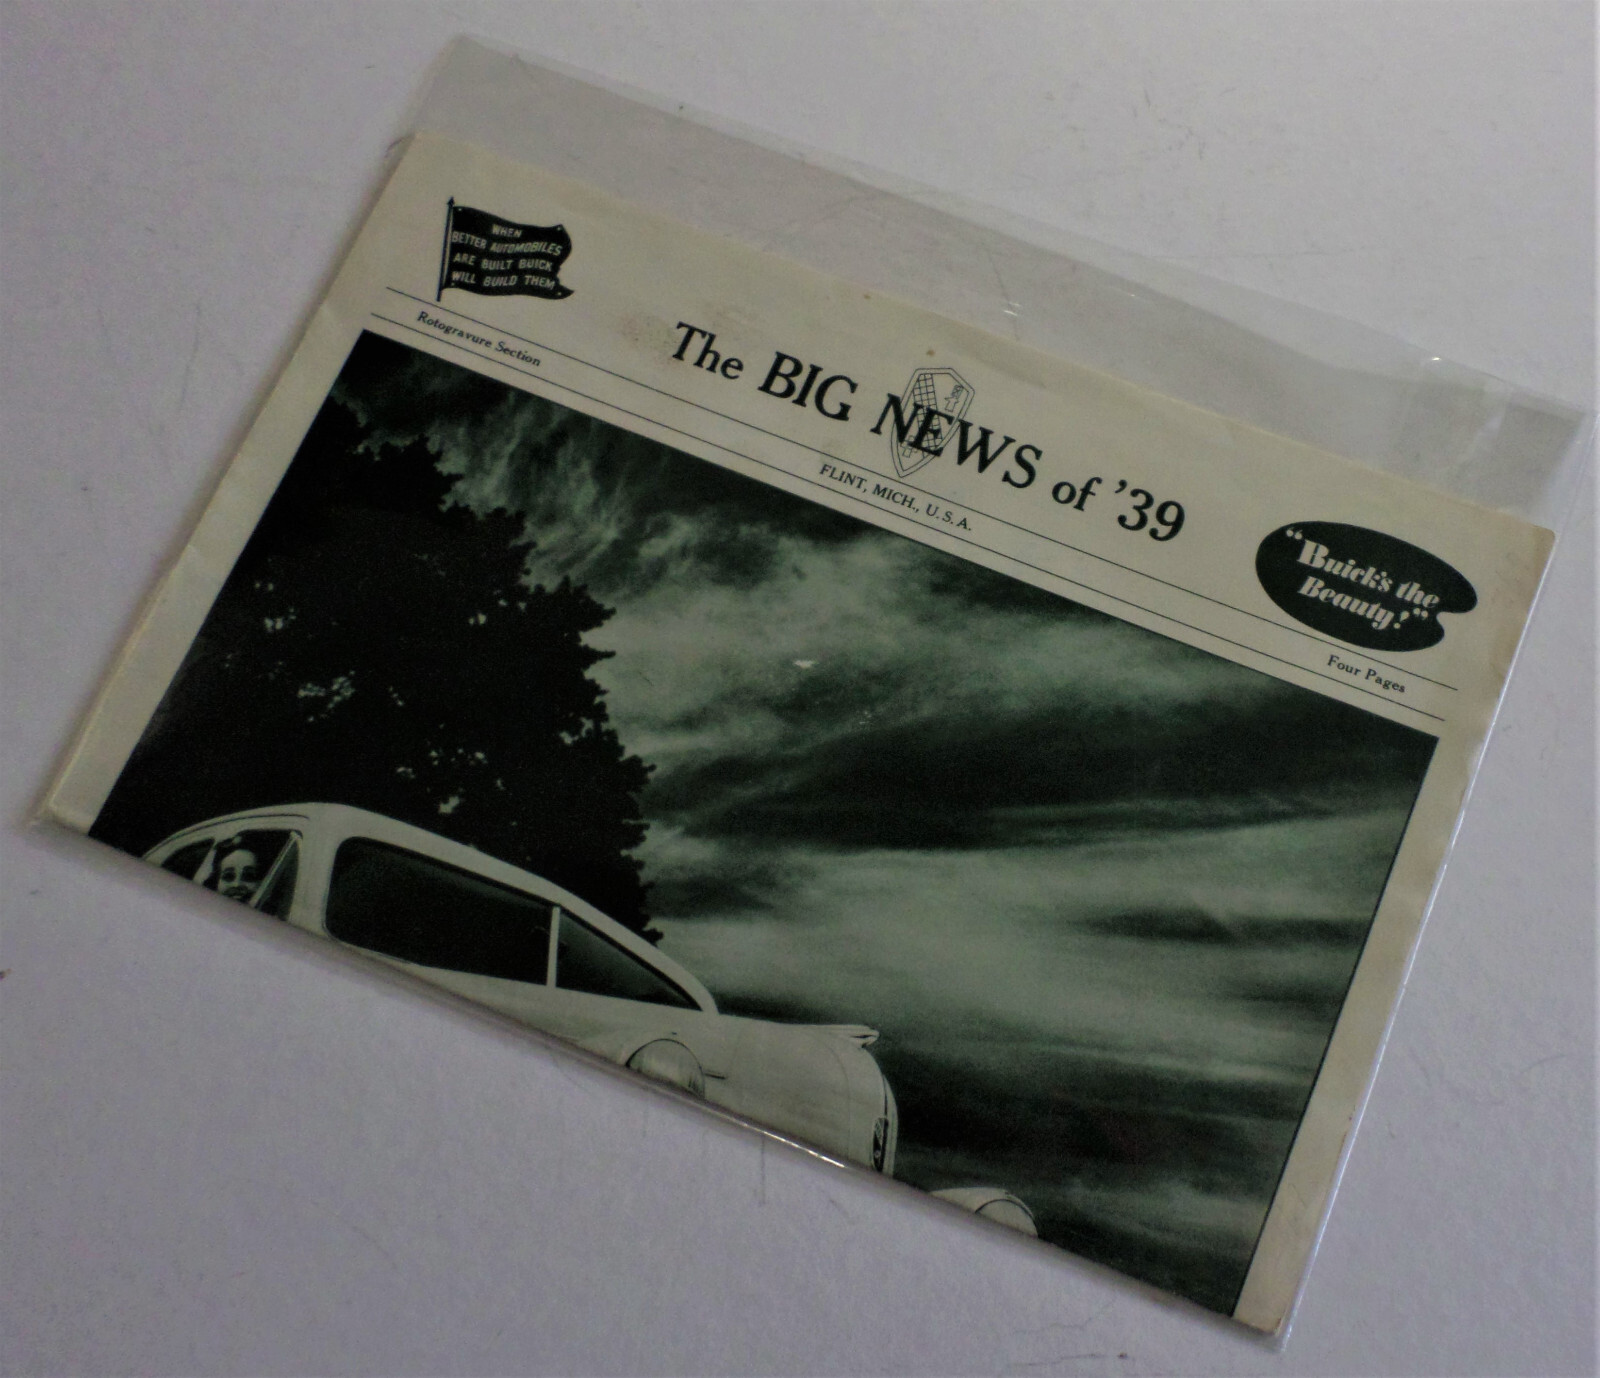 WHEN
BETTER AUTOMOBILES
ARE BUILT BUICK
WILL BUILD THEM
The BIG NEWS of '39
"Buick's the
Beauty!"
Rotogravure Section
FLINT, MICH., U.S.A.
Four Pages